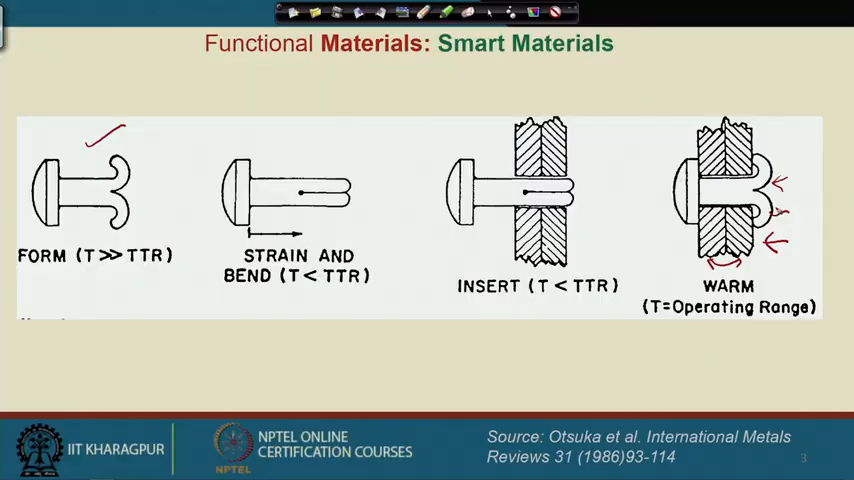 Functional Materials: Smart Materials
FORM (T>> TTR)
STRAIN AND
BEND (T < TTR)
INSERT (T < TTR)
WARM
(T=Operating Range)
IIT KHARAGPUR
NPTEL
NPTEL ONLINE
CERTIFICATION COURSES
Source: Otsuka et al. International Metals
Reviews 31 (1986)93-114
3